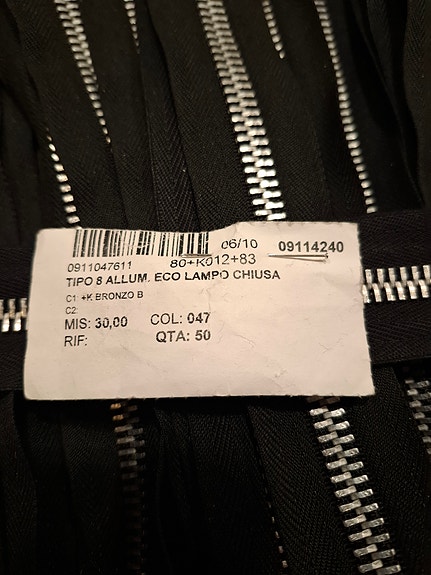 06/10 09114240
0911047611 80+K012+83
TIPO 8 ALLUM. ECO LAMPO CHIUSA
C1: +K BRONZO B
C2:
MIS: 30,00 COL: 047
RIF: QTA: 50